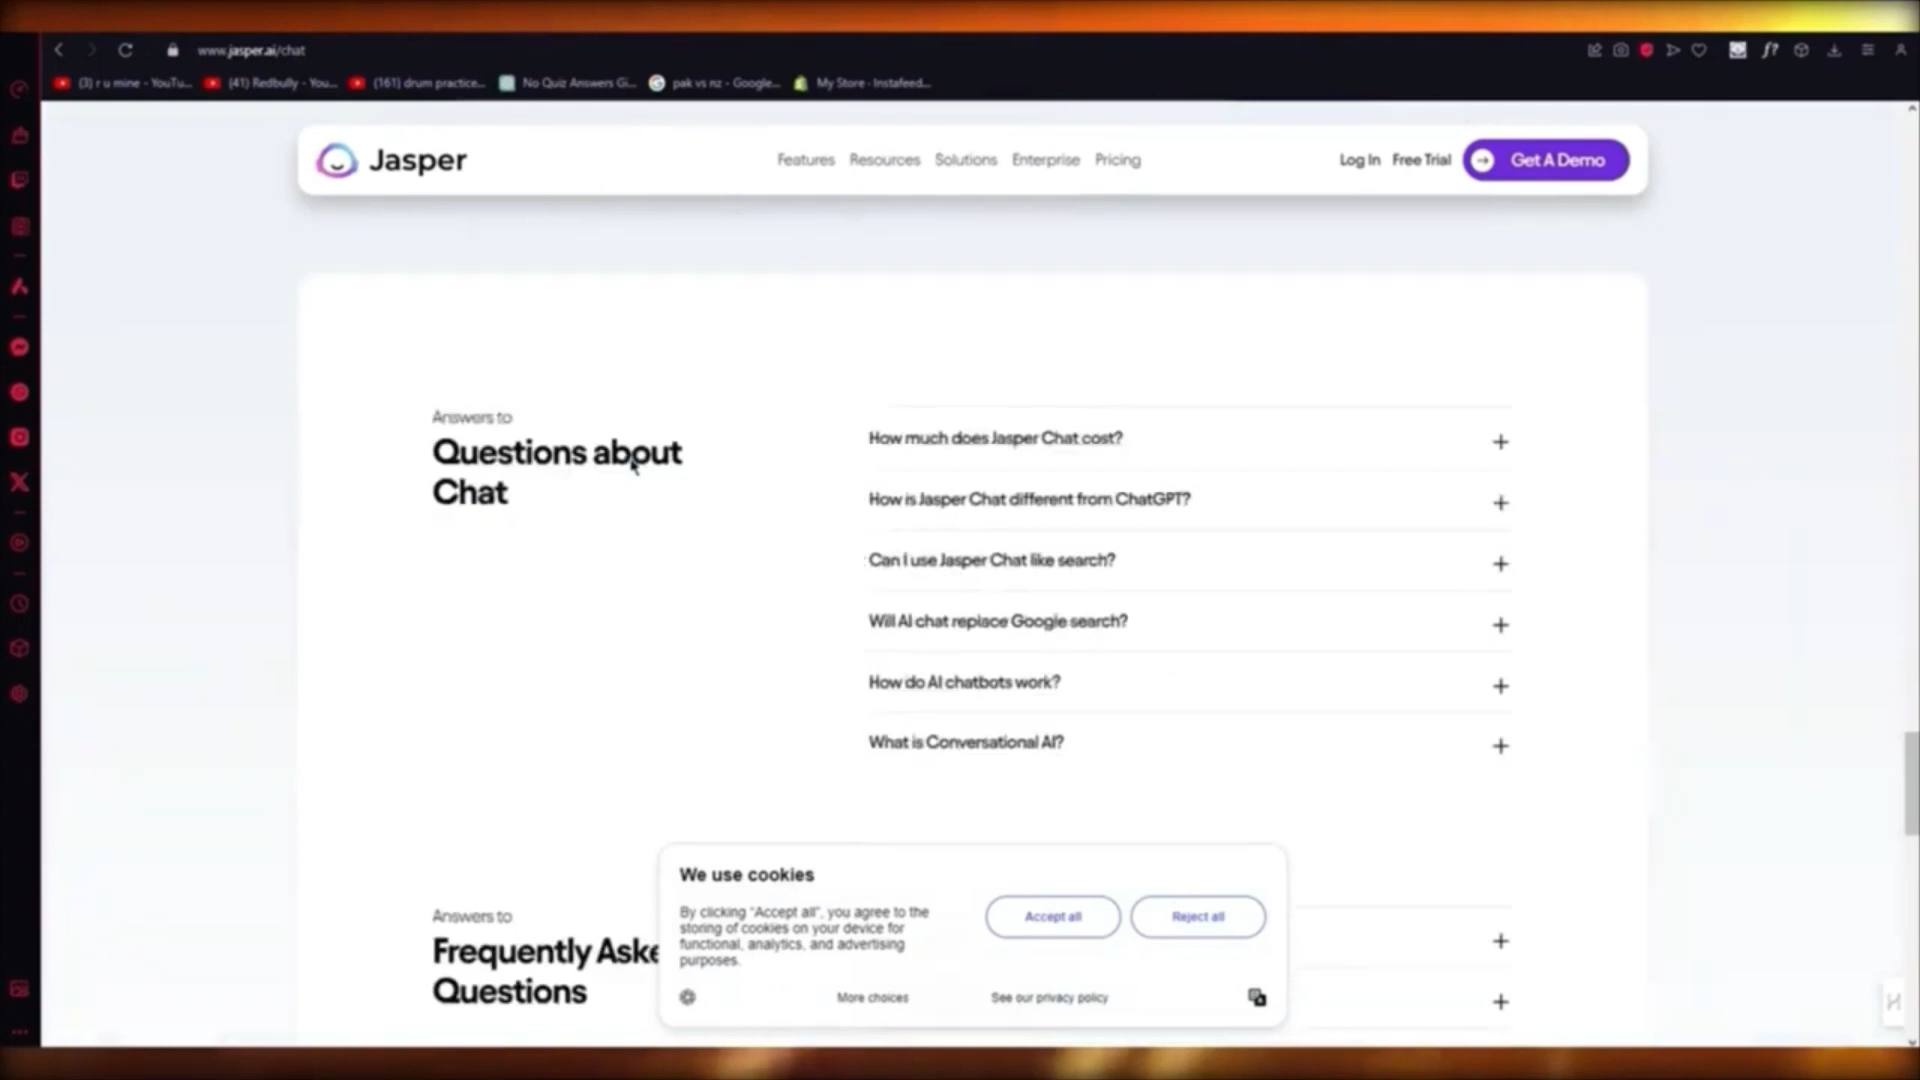 www.jasper.ai/chat
(3) r u mine - YouTu...
(41) Redbully - You...
(161) drum practice...
No Quiz Answers Gi...
pak vs nz - Google...
My Store · Instafeed...
Jasper
Features
Resources
Solutions
Enterprise
Pricing
Log In
Free Trial
Get A Demo
Answers to
Questions about
Chat
How much does Jasper Chat cost?
How is Jasper Chat different from ChatGPT?
Can I use Jasper Chat like search?
Will AI chat replace Google search?
How do AI chatbots work?
What is Conversational AI?
Answers to
Frequently Aske
Questions
We use cookies
By clicking "Accept all", you agree to the
storing of cookies on your device for
functional, analytics, and advertising
purposes.
Accept all
Reject all
More choices
See our privacy policy